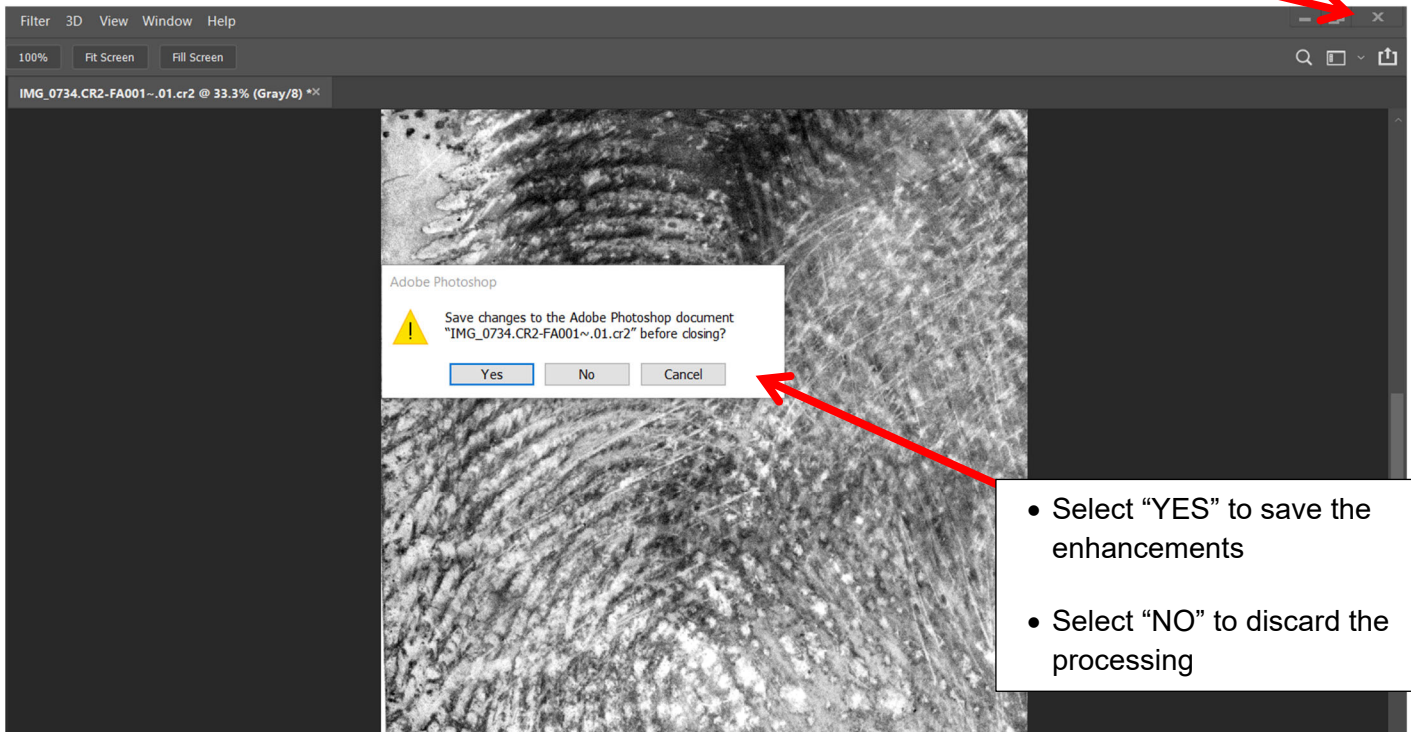 Filter 3D View Window Help
100% Fit Screen Fill Screen
IMG_0734.CR2-FA001~.01.cr2 @ 33.3% (Gray/8) *
Adobe Photoshop
Save changes to the Adobe Photoshop document
“IMG_0734.CR2-FA001~.01.cr2” before closing?
Yes No Cancel
• Select “YES” to save the
enhancements
• Select “NO” to discard the
processing